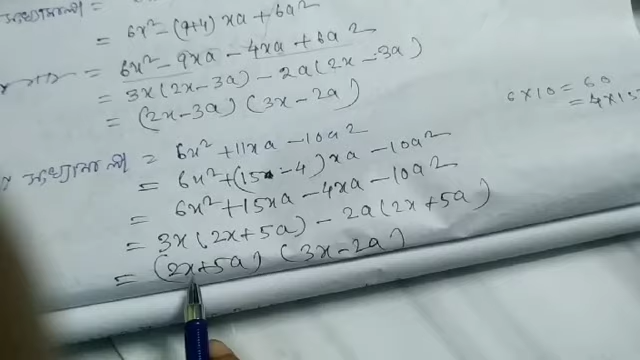 = 6x² - (9+4) xa + 6a²
= 6x² - 9xa - 4xa + 6a²
= 3x (2x - 3a) - 2a (2x - 3a)
= (2x - 3a) (3x - 2a)
6 × 10 = 60
= 4 × 15
= 6x² + 11xa - 10a²
= 6x² + (15 - 4) xa - 10a²
= 6x² + 15xa - 4xa - 10a²
= 3x (2x + 5a) - 2a (2x + 5a)
= (2x + 5a) (3x - 2a)